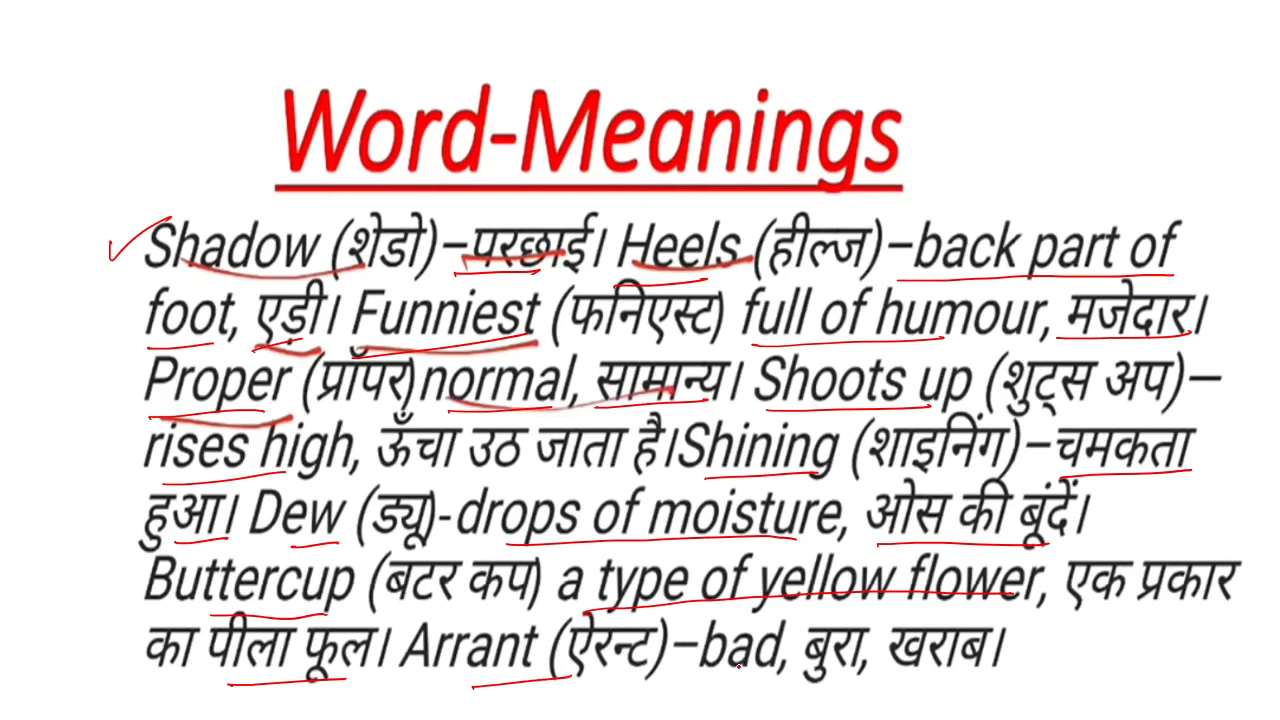 Word-Meanings
Shadow (शेडो)–परछाई। Heels (हील्ज)–back part of
foot, एड़ी। Funniest (फनिएस्ट) full of humour, मजेदार।
Proper (प्रॉपर)normal, सामान्य। Shoots up (शुट्स अप)–
rises high, ऊँचा उठ जाता है।Shining (शाइनिंग)–चमकता
हुआ। Dew (ड्यू)-drops of moisture, ओस की बूंदें।
Buttercup (बटर कप) a type of yellow flower, एक प्रकार
का पीला फूल। Arrant (ऐरन्ट)–bad, बुरा, खराब।